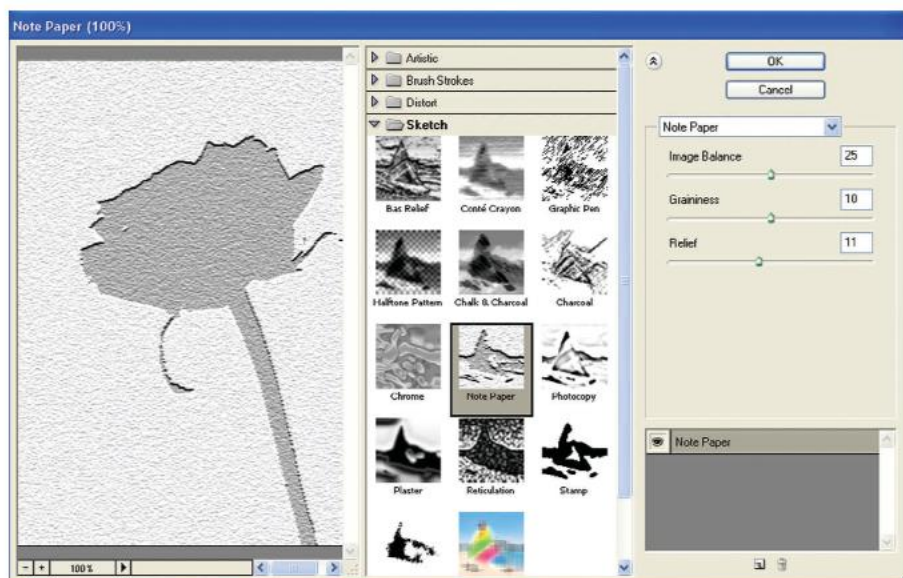 Note Paper (100%)
Artistic
Brush Strokes
Distort
Sketch
Bas Relief
Conté Crayon
Graphic Pen
Halftone Pattern
Chalk & Charcoal
Charcoal
Chrome
Note Paper
Photocopy
Plaster
Reticulation
Stamp
100%
OK
Cancel
Note Paper
Image Balance 25
Graininess 10
Relief 11
Note Paper